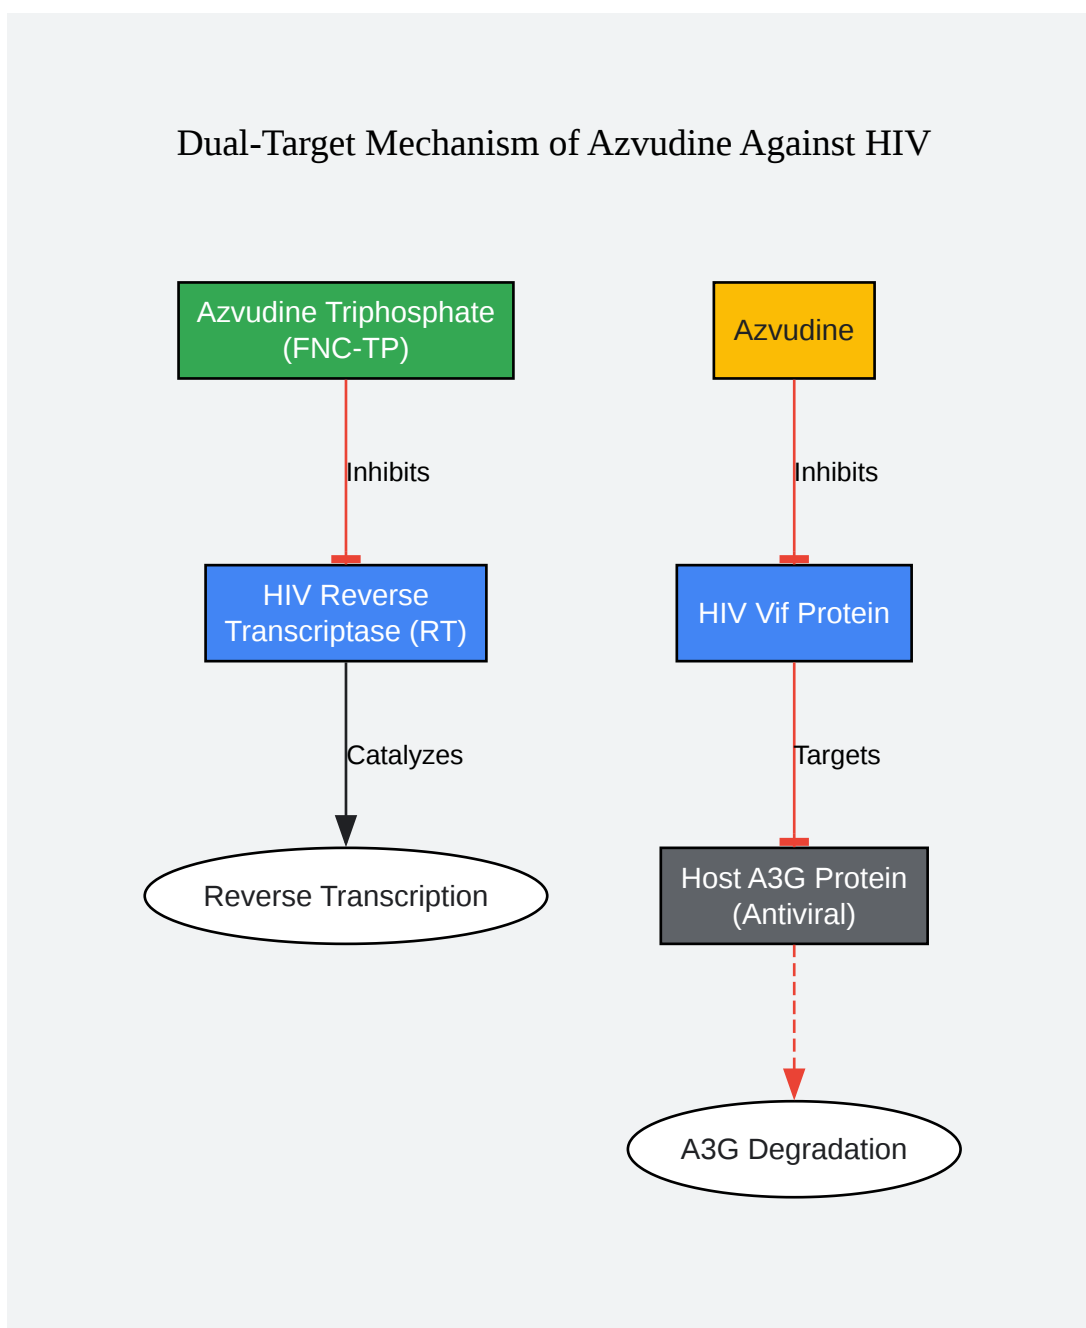 Dual-Target Mechanism of Azvudine Against HIV
Azvudine Triphosphate
(FNC-TP)
Azvudine
Inhibits
Inhibits
HIV Reverse
Transcriptase (RT)
HIV Vif Protein
Catalyzes
Targets
Reverse Transcription
Host A3G Protein
(Antiviral)
A3G Degradation